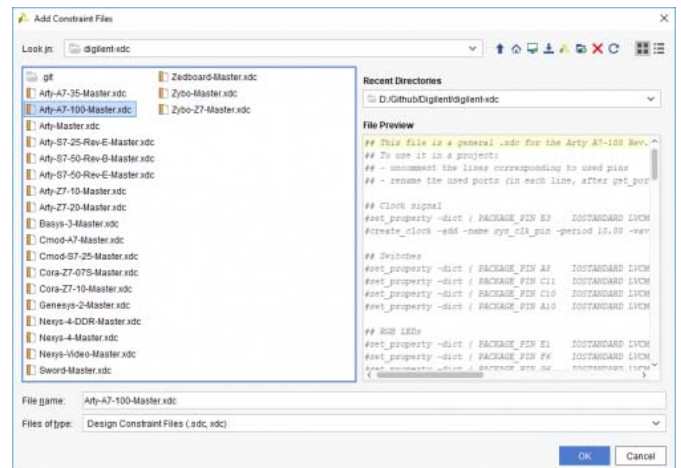 Add Constraint Files
Look in: digilent-xdc
.git
Arty-A7-35-Master.xdc
Arty-A7-100-Master.xdc
Arty-Master.xdc
Arty-S7-25-Rev-E-Master.xdc
Arty-S7-50-Rev-B-Master.xdc
Arty-S7-50-Rev-E-Master.xdc
Arty-Z7-10-Master.xdc
Arty-Z7-20-Master.xdc
Basys-3-Master.xdc
Cmod-A7-Master.xdc
Cmod-S7-25-Master.xdc
Cora-Z7-07S-Master.xdc
Cora-Z7-10-Master.xdc
Genesys-2-Master.xdc
Nexys-4-DDR-Master.xdc
Nexys-4-Master.xdc
Nexys-Video-Master.xdc
Sword-Master.xdc
Zedboard-Master.xdc
Zybo-Master.xdc
Zybo-Z7-Master.xdc
Recent Directories
D:/Github/Digilent/digilent-xdc
File Preview
## This file is a general .xdc for the Arty A7-100 Rev.
## To use it in a project:
## - uncomment the lines corresponding to used pins
## - rename the used ports (in each line, after get_por
## Clock signal
#set_property -dict { PACKAGE_PIN E3 IOSTANDARD LVCM
#create_clock -add -name sys_clk_pin -period 10.00 -wav
## Switches
#set_property -dict { PACKAGE_PIN A8 IOSTANDARD LVCM
#set_property -dict { PACKAGE_PIN C11 IOSTANDARD LVCM
#set_property -dict { PACKAGE_PIN C10 IOSTANDARD LVCM
#set_property -dict { PACKAGE_PIN A10 IOSTANDARD LVCM
## RGB LEDs
#set_property -dict { PACKAGE_PIN E1 IOSTANDARD LVCM
#set_property -dict { PACKAGE_PIN F6 IOSTANDARD LVCM
#set_property -dict { PACKAGE_PIN G6 IOSTANDARD LVCM
File name: Arty-A7-100-Master.xdc
Files of type: Design Constraint Files (.sdc, xdc)
OK
Cancel